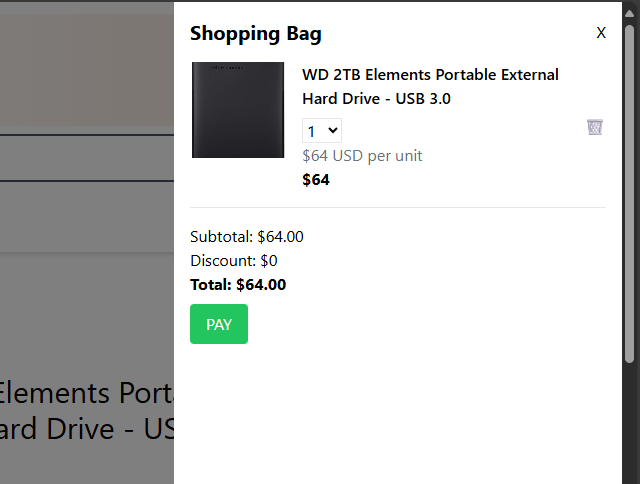 Shopping Bag
X
WD 2TB Elements Portable External
Hard Drive - USB 3.0
1
$64 USD per unit
$64
Subtotal: $64.00
Discount: $0
Total: $64.00
PAY
Elements Port
ard Drive - US